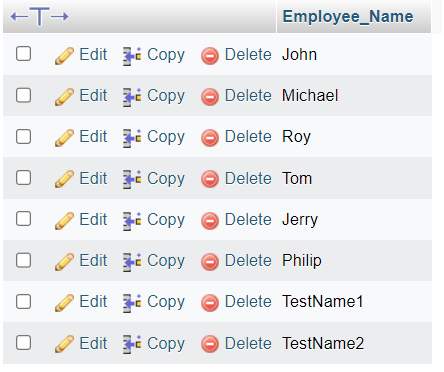 Employee_Name
Edit Copy Delete John
Edit Copy Delete Michael
Edit Copy Delete Roy
Edit Copy Delete Tom
Edit Copy Delete Jerry
Edit Copy Delete Philip
Edit Copy Delete TestName1
Edit Copy Delete TestName2